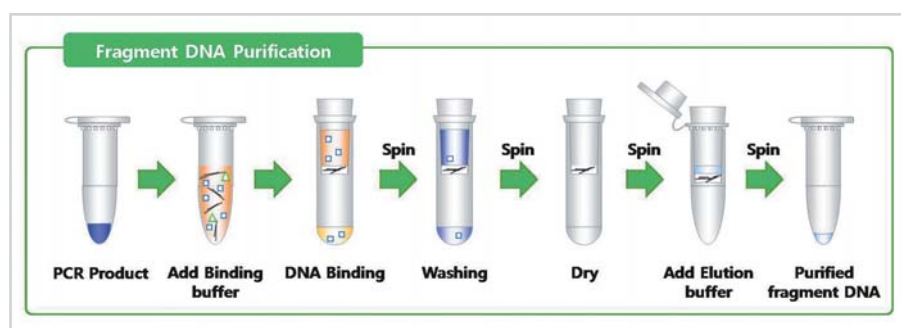 Fragment DNA Purification
Spin
Spin
Spin
Spin
PCR Product
Add Binding
buffer
DNA Binding
Washing
Dry
Add Elution
buffer
Purified
fragment DNA